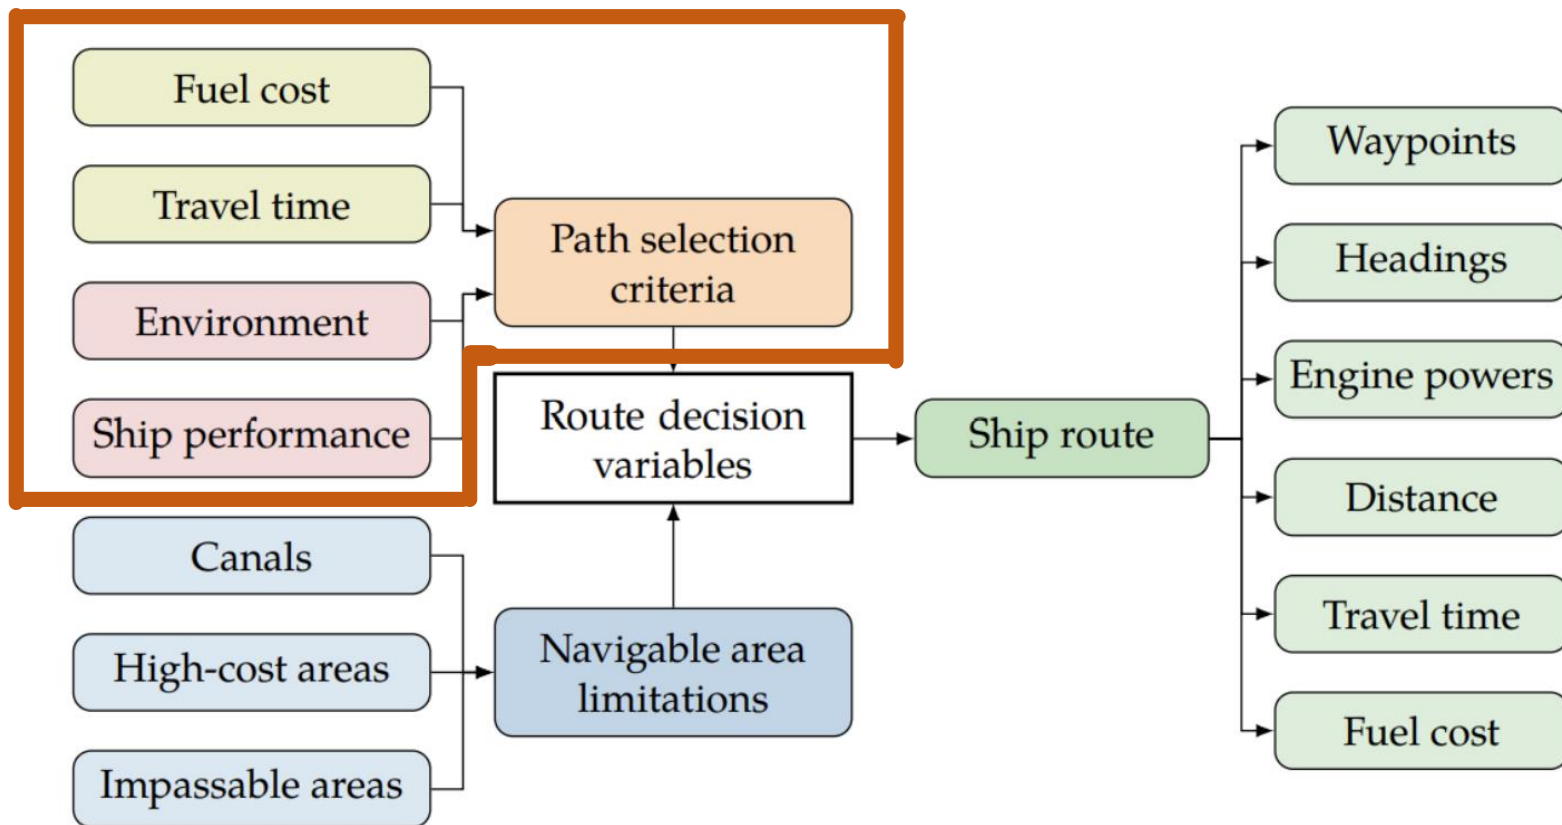 Fuel cost
Travel time
Environment
Ship performance
Canals
High-cost areas
Impassable areas
Path selection
criteria
Route decision
variables
Navigable area
limitations
Ship route
Waypoints
Headings
Engine powers
Distance
Travel time
Fuel cost